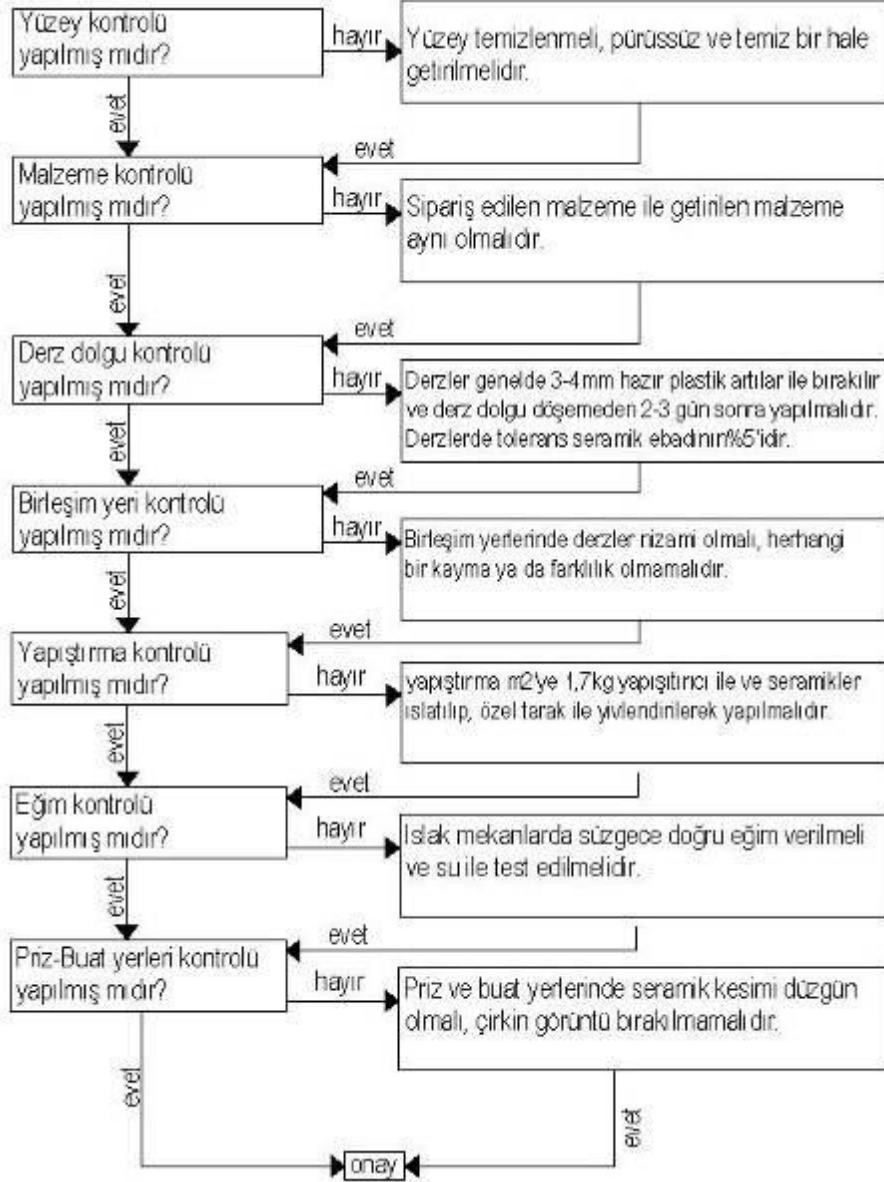 Yüzey kontrolü
yapılmış mıdır?
hayır
Yüzey temizlenmeli, pürüssüz ve temiz bir hale
getirilmelidir.
evet
evet
Malzeme kontrolü
yapılmış mıdır?
hayır
Sipariş edilen malzeme ile getirilen malzeme
aynı olmalıdır.
evet
evet
Derz dolgu kontrolü
yapılmış mıdır?
hayır
Derzler genelde 3-4mm hazır plastik artılar ile bırakılır
ve derz dolgu döşemeden 2-3 gün sonra yapılmalıdır.
Derzlerde tolerans seramik ebadının%5'idir.
evet
evet
Birleşim yeri kontrolü
yapılmış mıdır?
hayır
Birleşim yerlerinde derzler nizami olmalı, herhangi
bir kayma ya da farklılık olmamalıdır.
evet
evet
Yapıştırma kontrolü
yapılmış mıdır?
hayır
yapıştırma m2'ye 1,7kg yapışıtırıcı ile ve seramikler
ıslatılıp, özel tarak ile yivlendirilerek yapılmalıdır.
evet
evet
Eğim kontrolü
yapılmış mıdır?
hayır
Islak mekanlarda süzgece doğru eğim verilmeli
ve su ile test edilmelidir.
evet
evet
Priz-Buat yerleri kontrolü
yapılmış mıdır?
hayır
Priz ve buat yerlerinde seramik kesimi düzgün
olmalı, çirkin görüntü bırakılmamalıdır.
evet
evet
onay